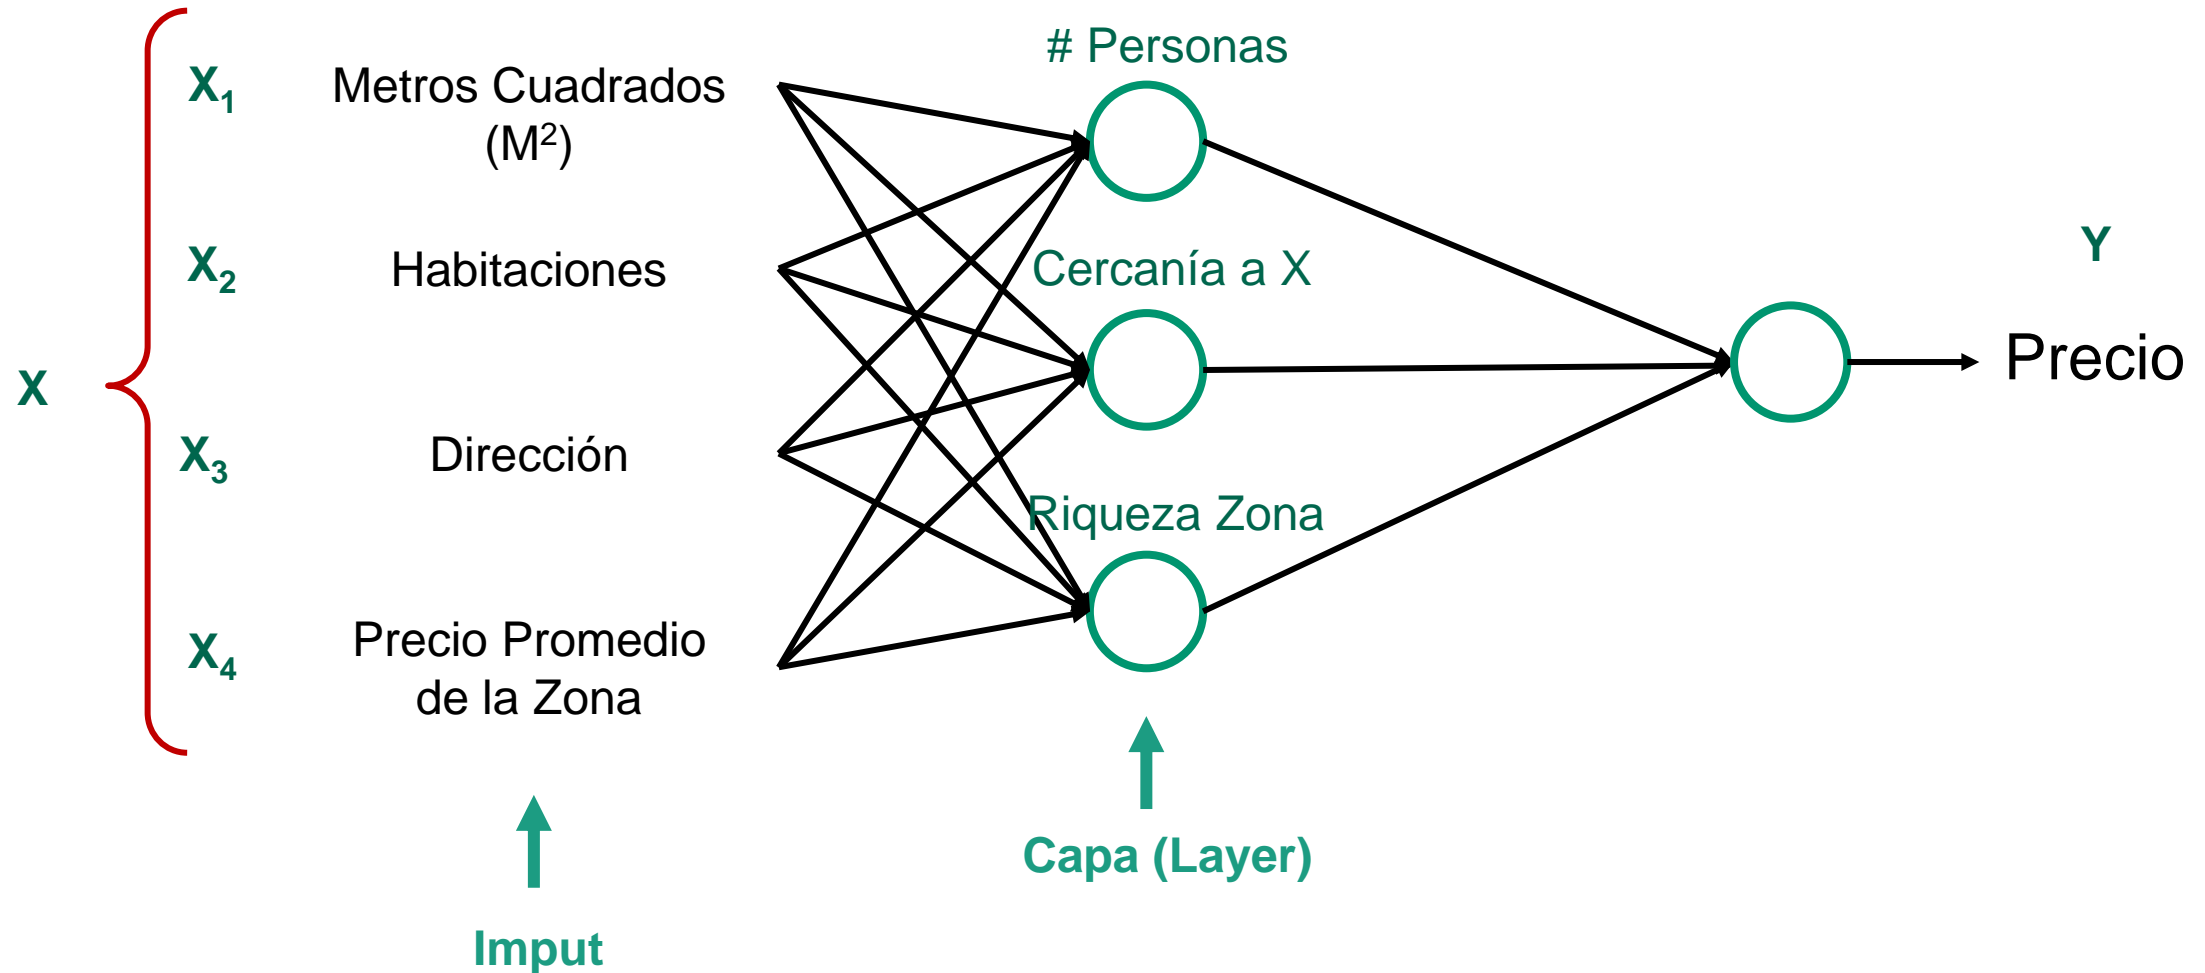 # Personas
X₁
Metros Cuadrados
(M²)
X₂
Habitaciones
Cercanía a X
Y
Precio
X
X₃
Dirección
Riqueza Zona
X₄
Precio Promedio
de la Zona
Capa (Layer)
Imput